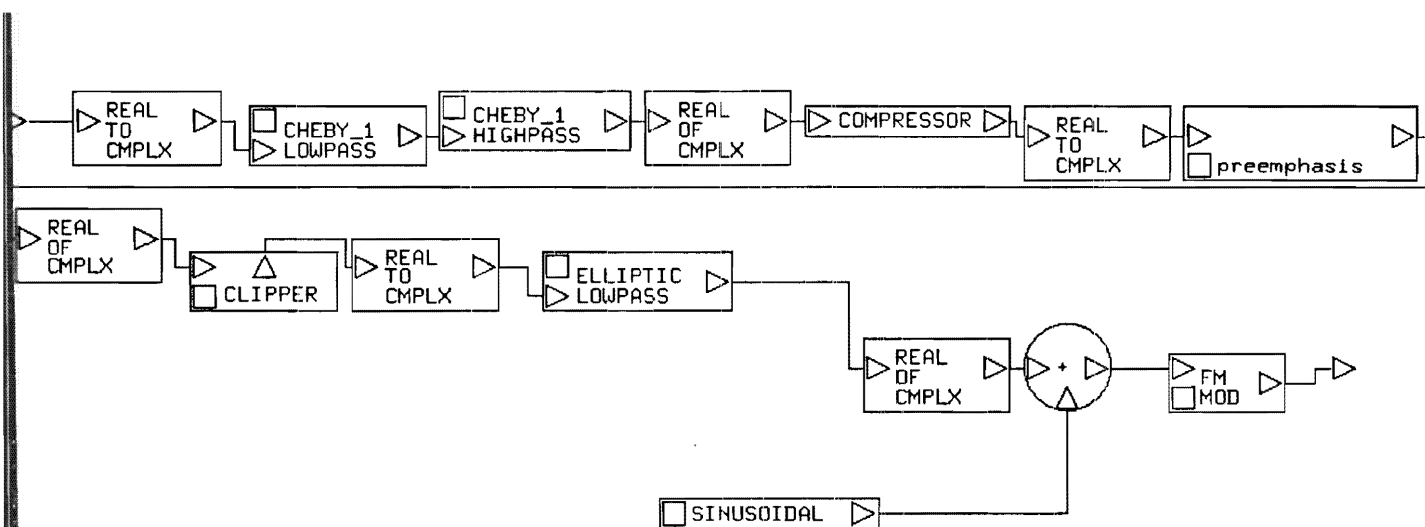 REAL
TO
CMPLX
CHEBY_1
LOWPASS
CHEBY_1
HIGHPASS
REAL
OF
CMPLX
COMPRESSOR
REAL
TO
CMPLX
preemphasis
REAL
OF
CMPLX
CLIPPER
REAL
TO
CMPLX
ELLIPTIC
LOWPASS
REAL
OF
CMPLX
+
FM
MOD
SINUSOIDAL